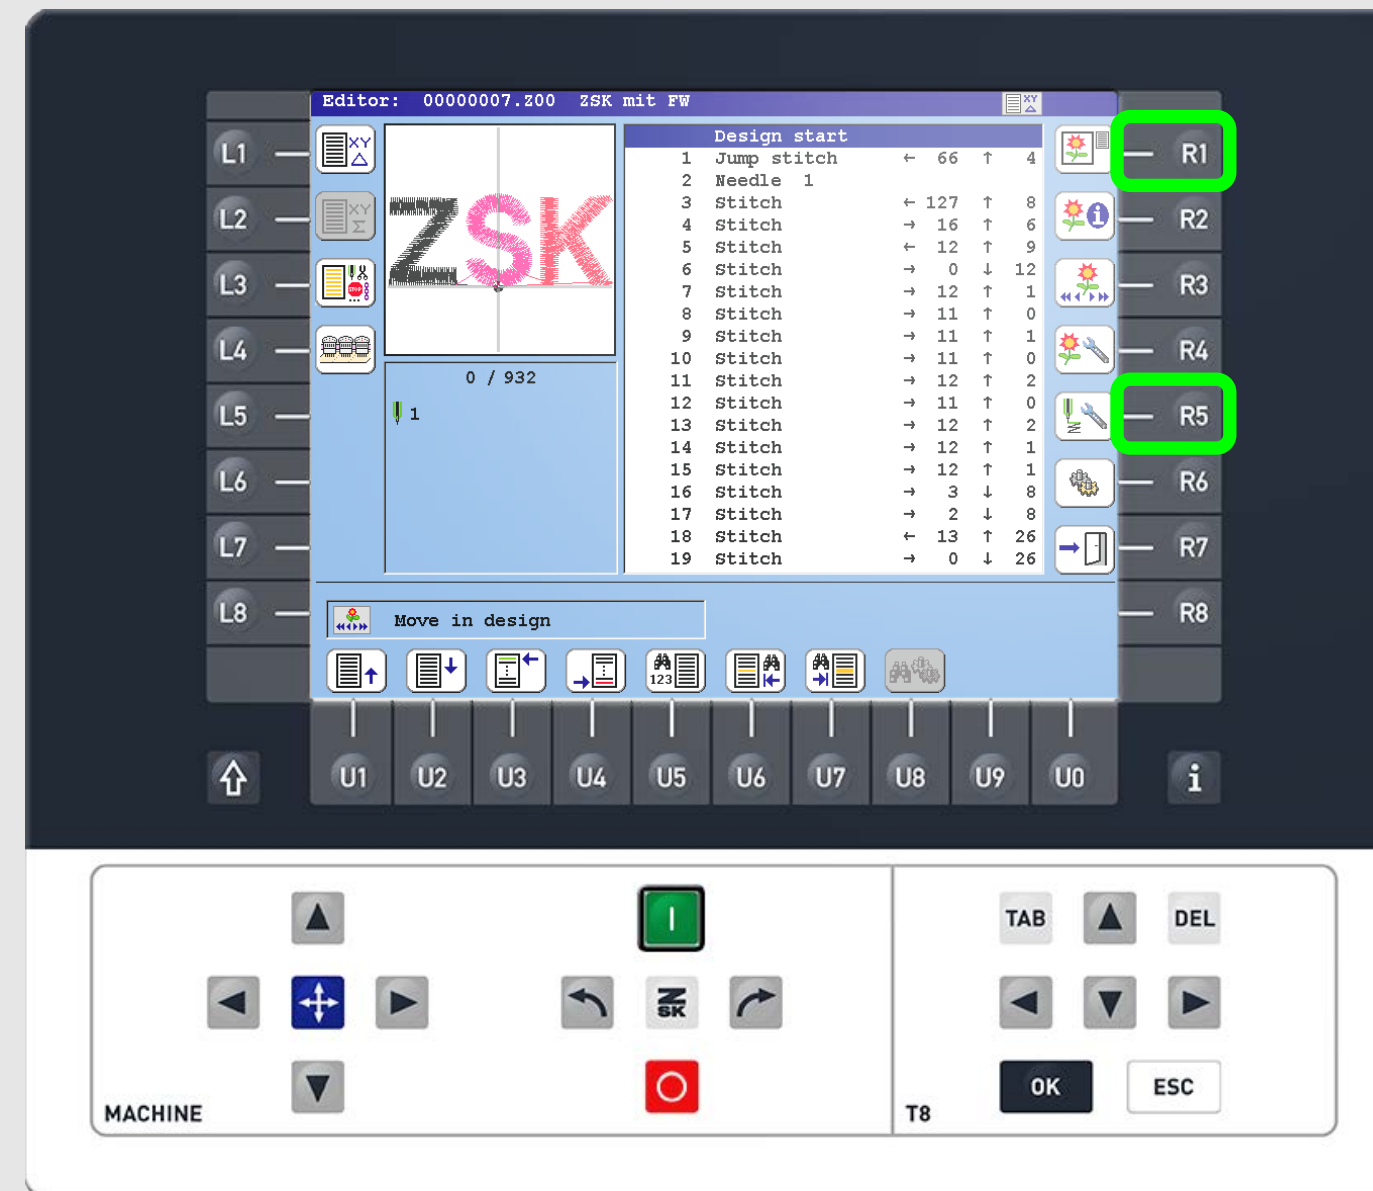 Editor: 00000007.Z00 ZSK mit FW
XY
L1
L2
L3
L4
L5
L6
L7
L8
XY
XY
Σ
STOP
ZSK
0 / 932
1
Design start
1 Jump stitch ← 66 ↑ 4
2 Needle 1
3 Stitch ← 127 ↑ 8
4 Stitch → 16 ↑ 6
5 Stitch ← 12 ↑ 9
6 Stitch → 0 ↓ 12
7 Stitch → 12 ↑ 1
8 Stitch → 11 ↑ 0
9 Stitch → 11 ↑ 1
10 Stitch → 11 ↑ 0
11 Stitch → 12 ↑ 2
12 Stitch → 11 ↑ 0
13 Stitch → 12 ↑ 2
14 Stitch → 12 ↑ 1
15 Stitch → 12 ↑ 1
16 Stitch → 3 ↓ 8
17 Stitch → 2 ↓ 8
18 Stitch ← 13 ↑ 26
19 Stitch → 0 ↓ 26
R1
R2
R3
R4
R5
R6
R7
R8
i
Move in design
123
U1 U2 U3 U4 U5 U6 U7 U8 U9 U0
i
TAB DEL
ZSK
OK ESC
MACHINE
T8